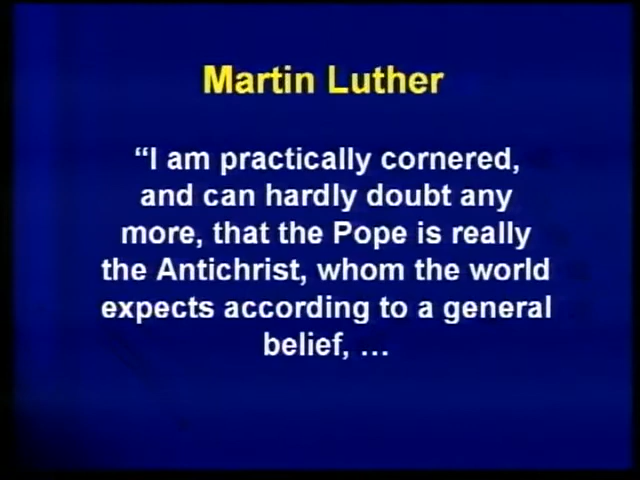 Martin Luther
“I am practically cornered,
and can hardly doubt any
more, that the Pope is really
the Antichrist, whom the world
expects according to a general
belief, …